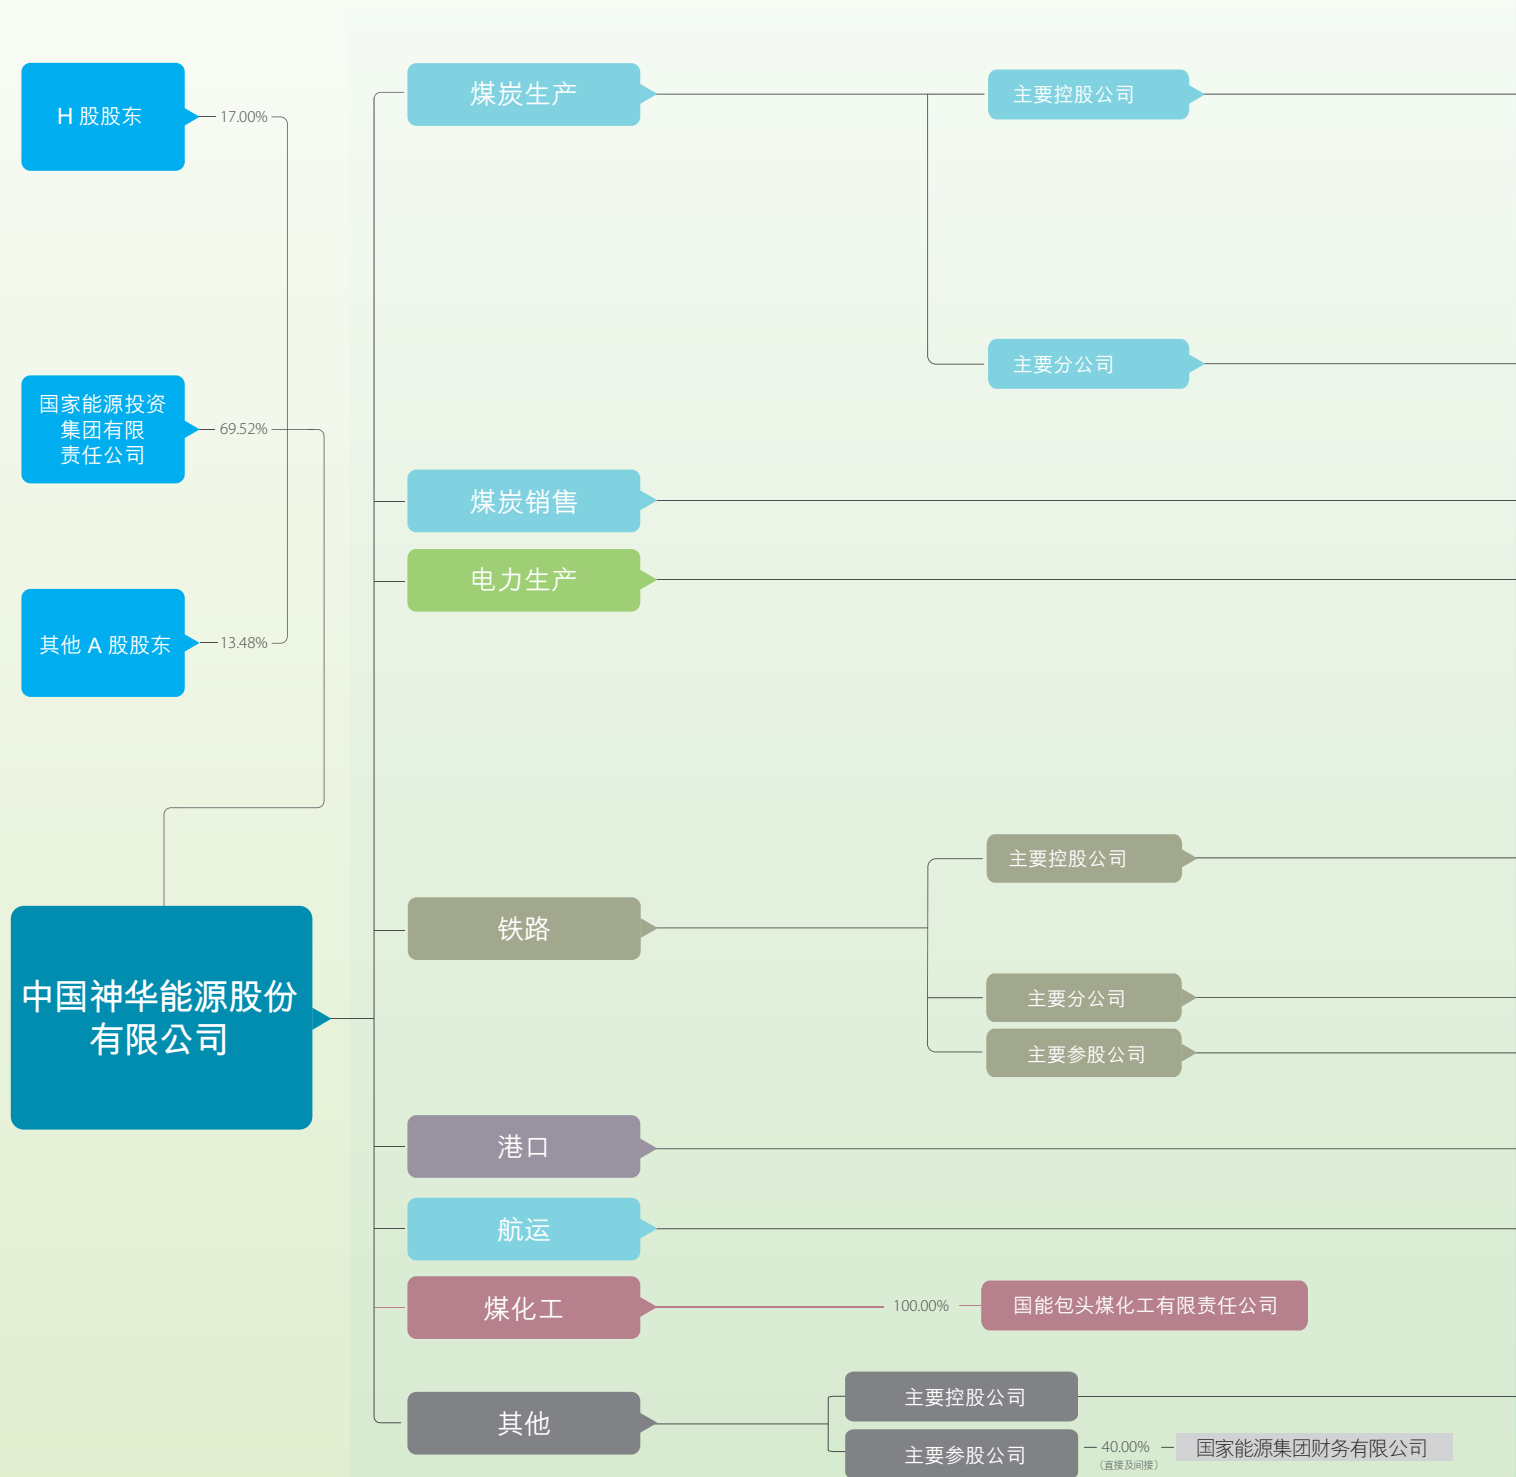 H 股股东
17.00%
国家能源投资
集团有限
责任公司
69.52%
其他 A 股股东
13.48%
中国神华能源股份
有限公司
煤炭生产
主要控股公司
主要分公司
煤炭销售
电力生产
铁路
主要控股公司
主要分公司
主要参股公司
港口
航运
煤化工
100.00%
国能包头煤化工有限责任公司
其他
主要控股公司
主要参股公司
40.00%
（直接及间接）
国家能源集团财务有限公司